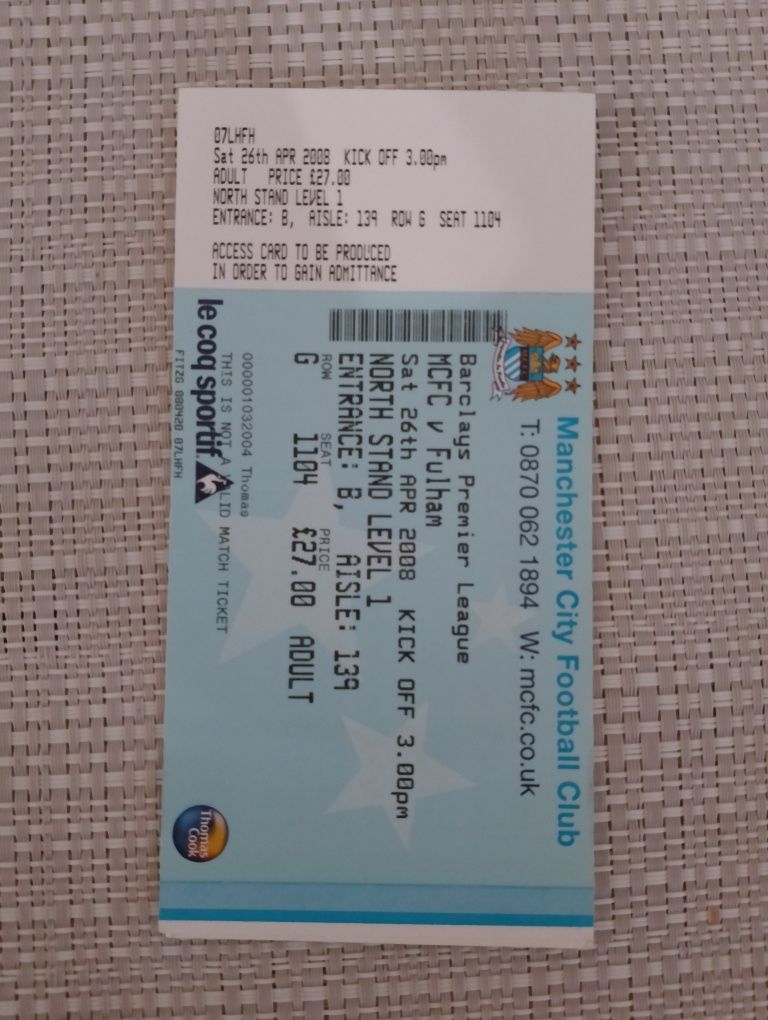 07LHFH
Sat 26th APR 2008 KICK OFF 3.00pm
ADULT PRICE £27.00
NORTH STAND LEVEL 1
ENTRANCE: B, AISLE: 139 ROW G SEAT 1104
ACCESS CARD TO BE PRODUCED
IN ORDER TO GAIN ADMITTANCE
Manchester City Football Club
T: 0870 062 1894 W: mcfc.co.uk
Barclays Premier League
MCFC v Fulham
Sat 26th APR 2008 KICK OFF 3.00pm
NORTH STAND LEVEL 1
ENTRANCE: B, AISLE: 139
ROW SEAT PRICE
G 1104 £27.00 ADULT
000001032004 Thomas
THIS IS NOT A LID MATCH TICKET
le coq sportif
FITZG 080420 07LHFH
Thomas
Cook